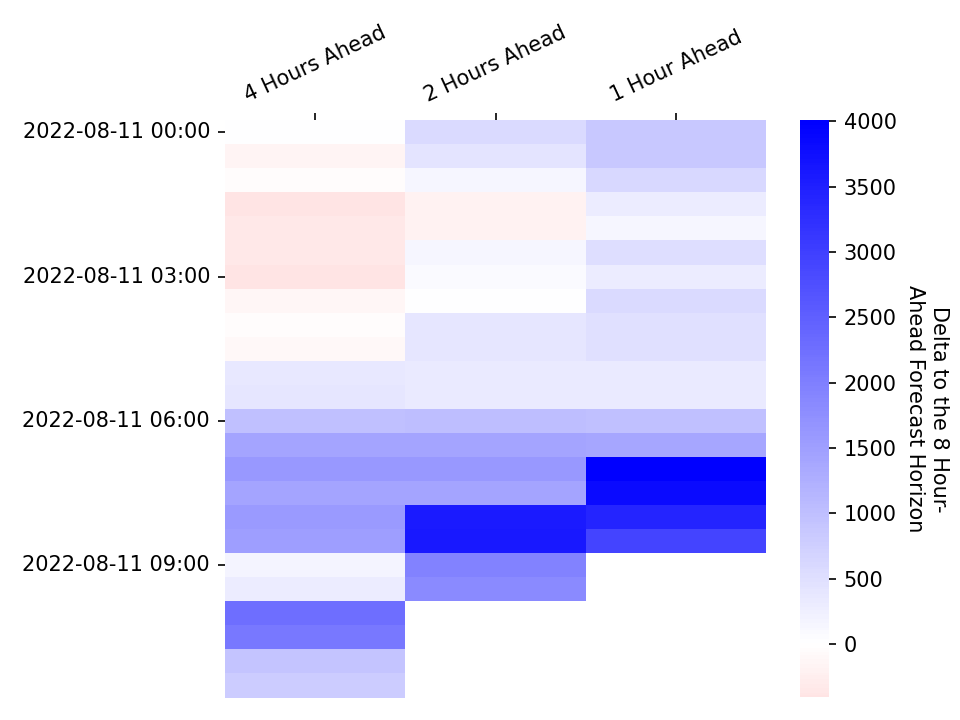 4 Hours Ahead
2 Hours Ahead
1 Hour Ahead
2022-08-11 00:00
2022-08-11 03:00
2022-08-11 06:00
2022-08-11 09:00
4000
3500
3000
2500
2000
1500
1000
500
0
Delta to the 8 Hour-
Ahead Forecast Horizon